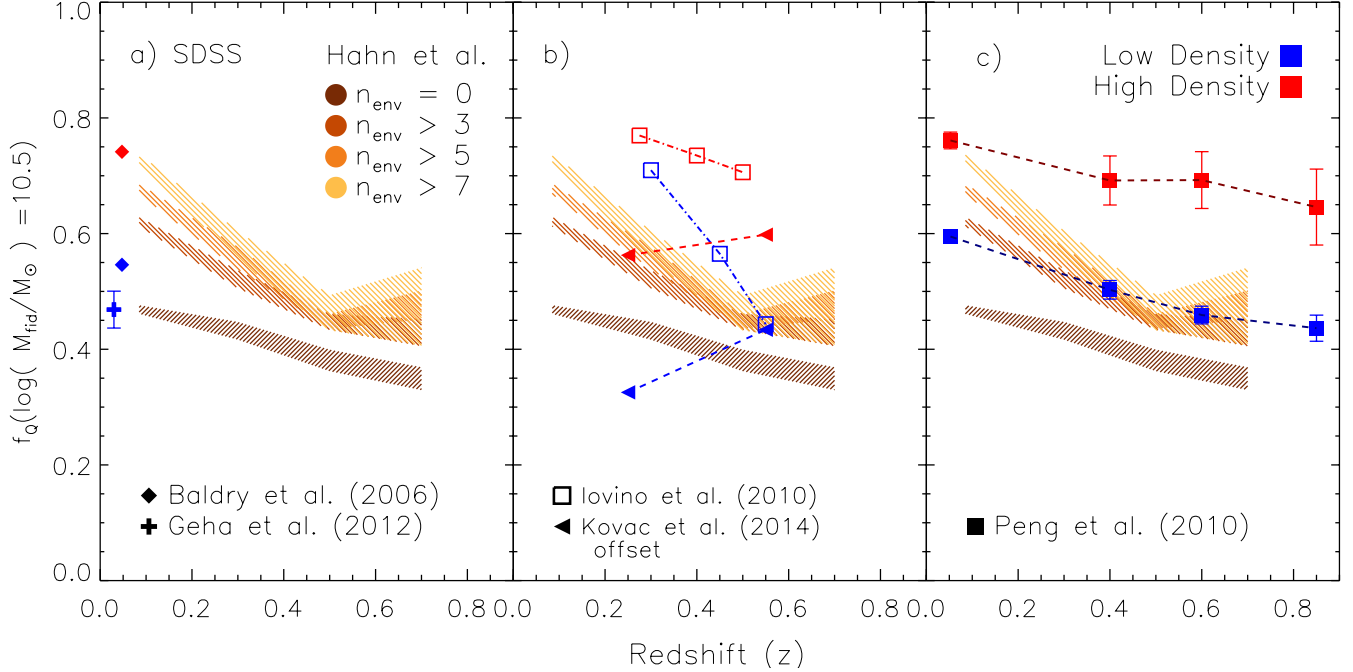 a) SDSS
Hahn et al.
n_env = 0
n_env > 3
n_env > 5
n_env > 7
b)
c)
Low Density
High Density
f_Q(log( M_fid/M_⊙ ) =10.5)
1.0
0.8
0.6
0.4
0.2
0.0
Baldry et al. (2006)
Geha et al. (2012)
Iovino et al. (2010)
Kovac et al. (2014)
offset
Peng et al. (2010)
0.0 0.2 0.4 0.6 0.8
0.0 0.2 0.4 0.6 0.8
0.0 0.2 0.4 0.6 0.8
Redshift (z)